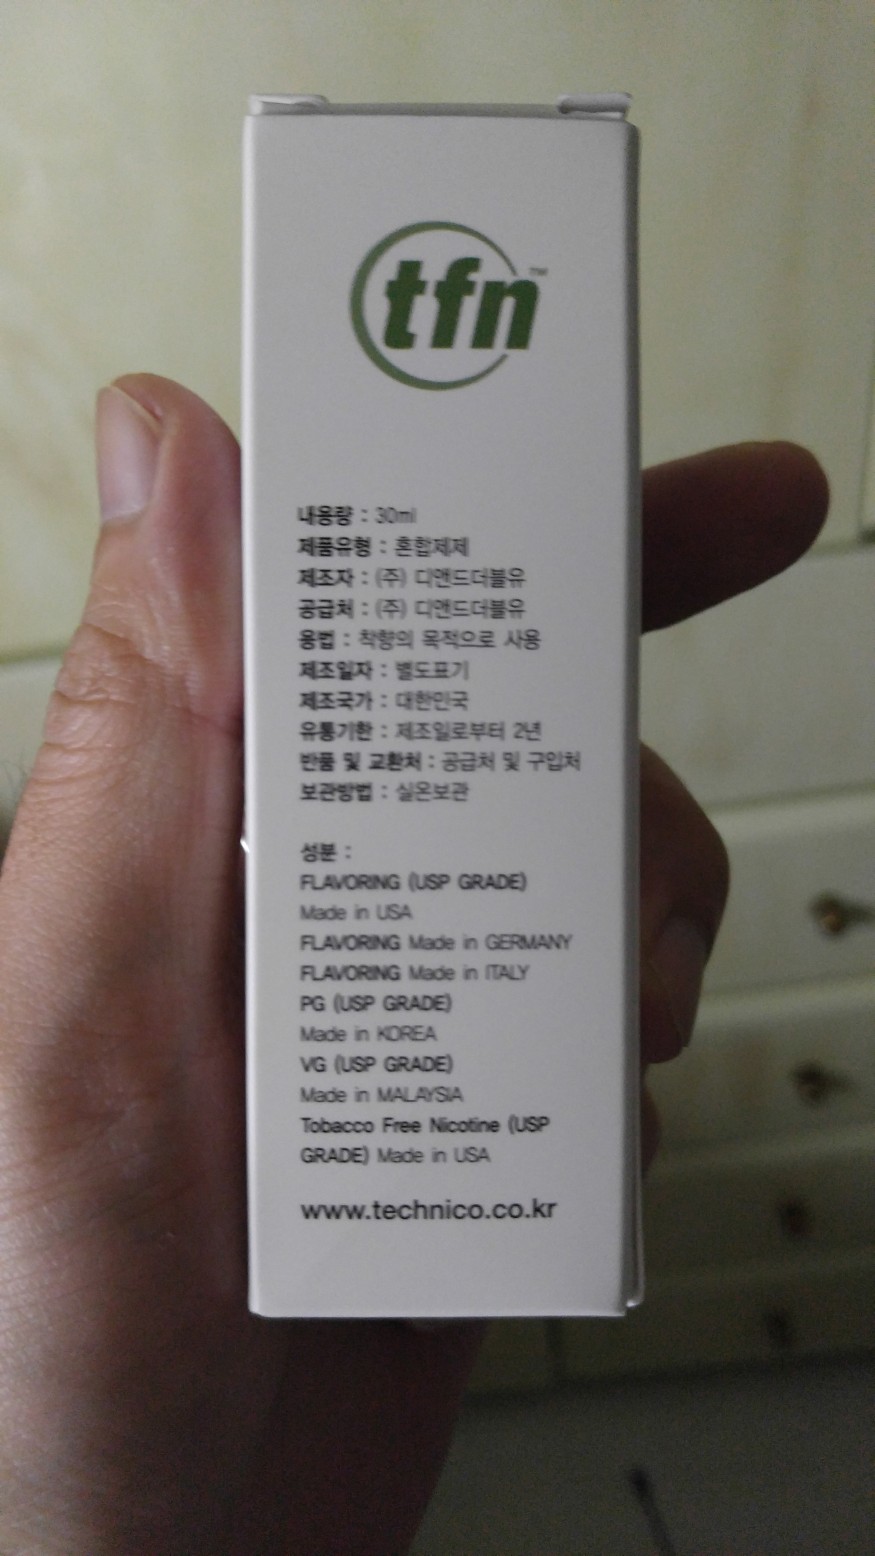 tfn™
내용량 : 30ml
제품유형 : 혼합제제
제조자 : (주) 디앤드더블유
공급처 : (주) 디앤드더블유
용법 : 착향의 목적으로 사용
제조일자 : 별도표기
제조국가 : 대한민국
유통기한 : 제조일로부터 2년
반품 및 교환처 : 공급처 및 구입처
보관방법 : 실온보관
성분 :
FLAVORING (USP GRADE)
Made in USA
FLAVORING Made in GERMANY
FLAVORING Made in ITALY
PG (USP GRADE)
Made in KOREA
VG (USP GRADE)
Made in MALAYSIA
Tobacco Free Nicotine (USP
GRADE) Made in USA
www.technico.co.kr